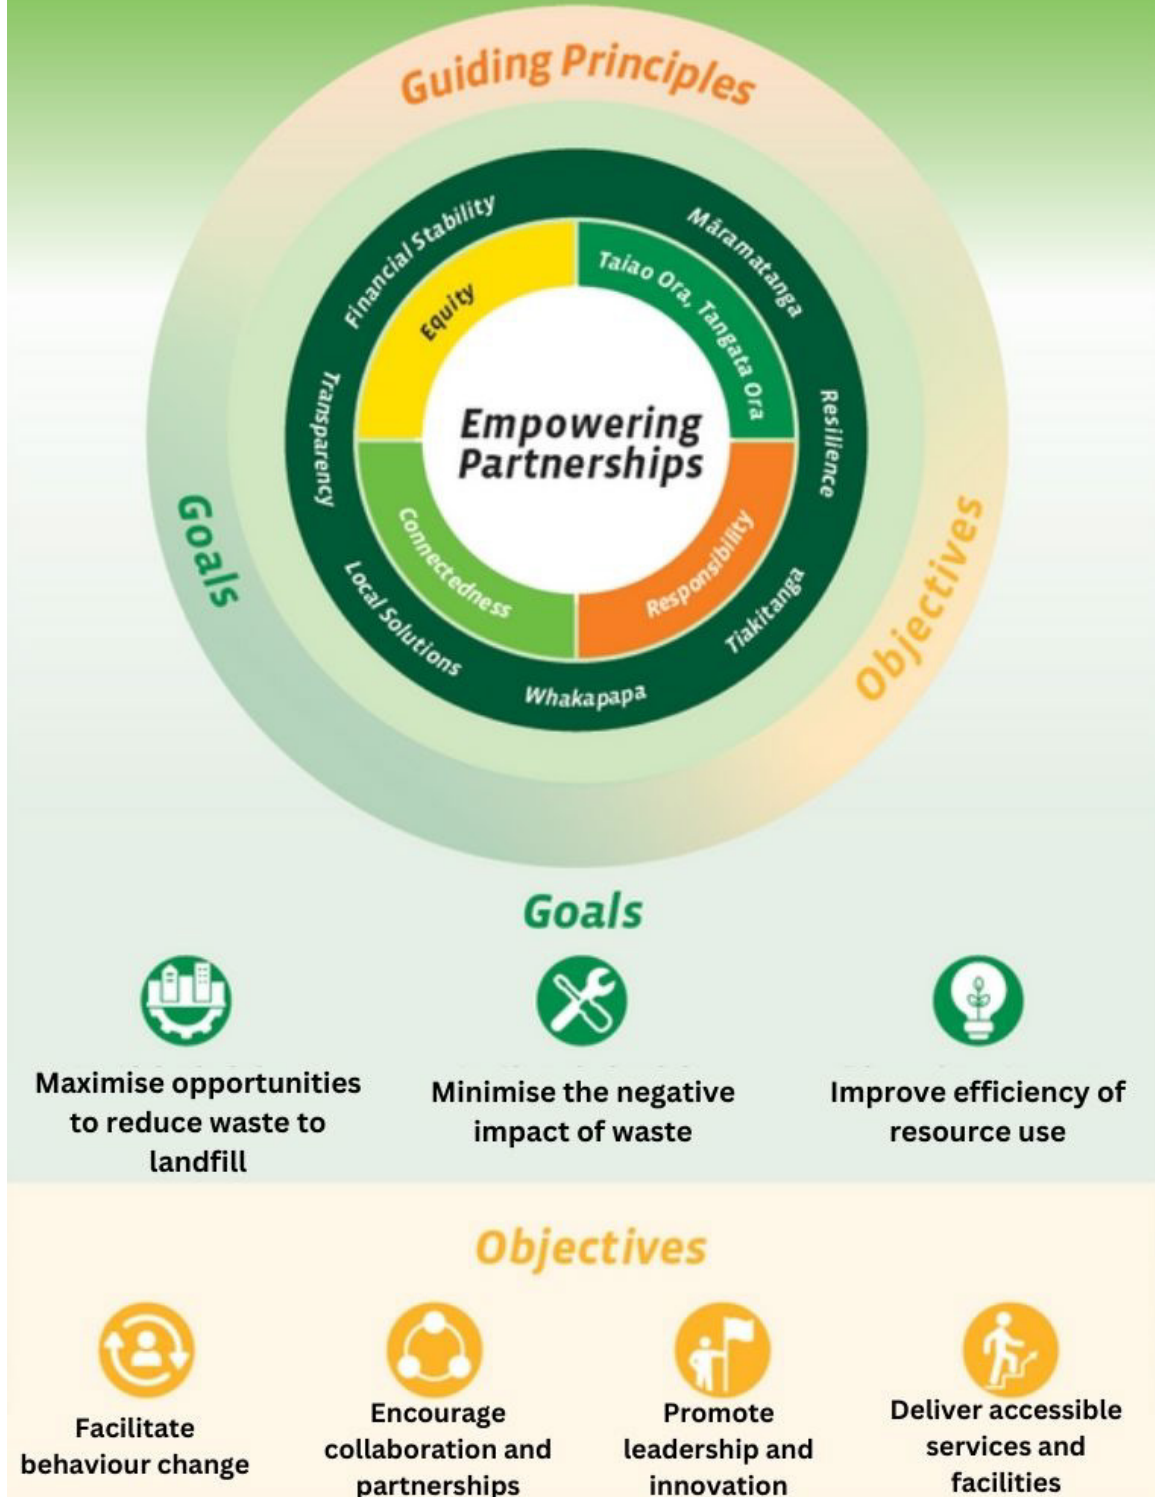 Guiding Principles
Financial Stability
Máramatanga
Equity
Taiao Ora, Tangata Ora
Transparency
Resilience
Empowering
Partnerships
Goals
Objectives
Connectedness
Responsibility
Local Solutions
Tiakitanga
Whakapapa
Goals
Maximise opportunities
to reduce waste to
landfill
Minimise the negative
impact of waste
Improve efficiency of
resource use
Objectives
Facilitate
behaviour change
Encourage
collaboration and
partnerships
Promote
leadership and
innovation
Deliver accessible
services and
facilities